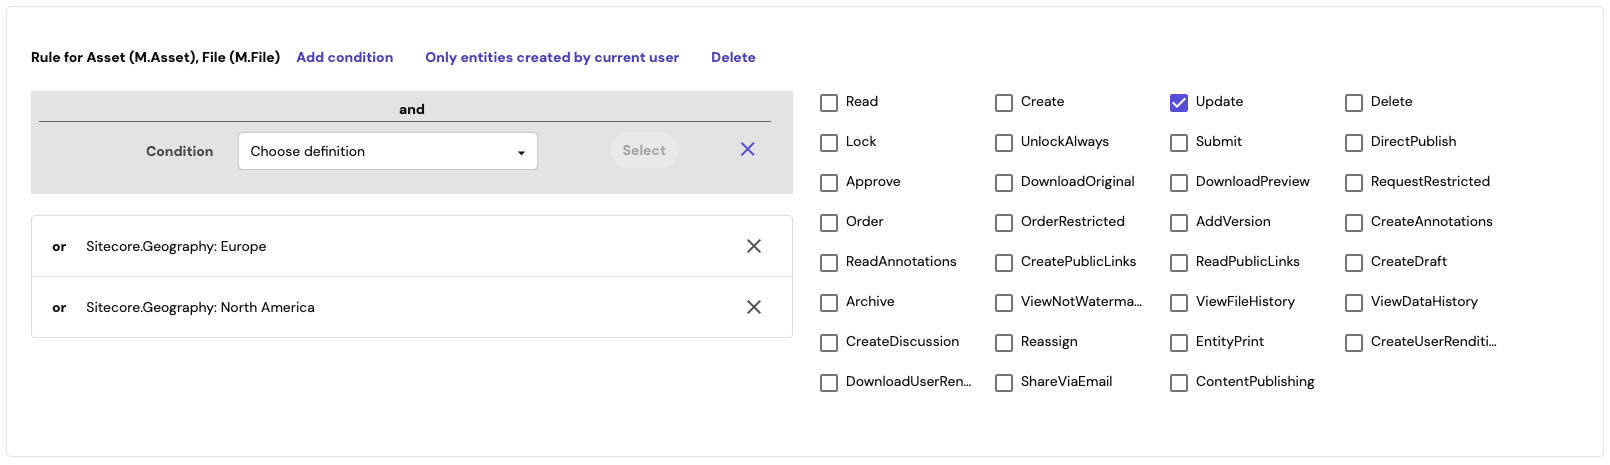 Rule for Asset (M.Asset), File (M.File) Add condition Only entities created by current user Delete
and
Condition Choose definition Select
or Sitecore.Geography: Europe
or Sitecore.Geography: North America
Read Create Update Delete
Lock UnlockAlways Submit DirectPublish
Approve DownloadOriginal DownloadPreview RequestRestricted
Order OrderRestricted AddVersion CreateAnnotations
ReadAnnotations CreatePublicLinks ReadPublicLinks CreateDraft
Archive ViewNotWaterma... ViewFileHistory ViewDataHistory
CreateDiscussion Reassign EntityPrint CreateUserRenditi...
DownloadUserRen... ShareViaEmail ContentPublishing